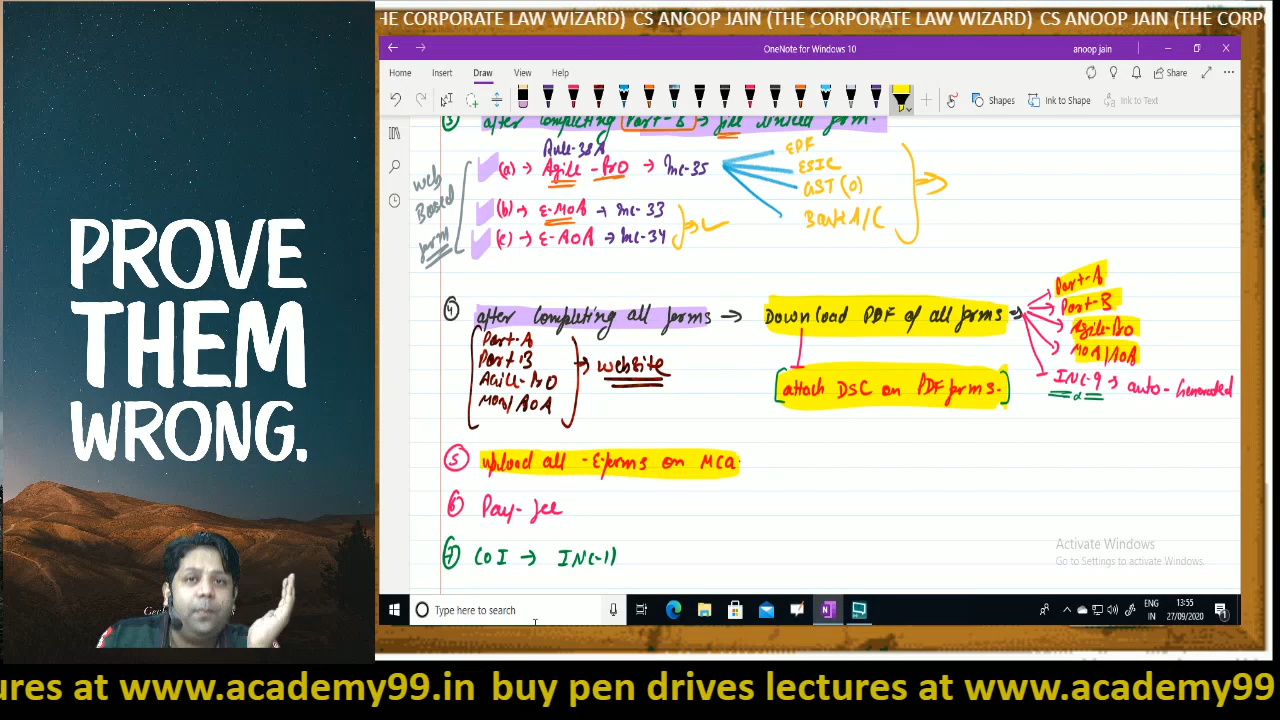 HE CORPORATE LAW WIZARD) CS ANOOP JAIN (THE CORPORATE LAW WIZARD) CS ANOOP JAIN (THE CORPO
OneNote for Windows 10
anoop jain
Home Insert Draw View Help
Share
Shapes
Ink to Shape
Ink to Text
PROVE
THEM
WRONG.
③ after completing Part-B → fill linked form.
Rule-38A
web
Based
form
(a) → Agile-PRO → Inc-35
EPF
ESIC
GST (O)
Bank A/C
(b) → E-MOA → Inc-33
(c) → E-AOA → Inc-34
④ after completing all forms → Download PDF of all forms →
Part-A
Part-B
Agile-Pro
MOA/AOA
→ website
attach DSC on PDF forms.
Part-A
Part-B
Agile-Pro
MOA/AOA
INC-9 → auto-Generated
⑤ upload all -E-forms on MCA
⑥ Pay-fee
⑦ COI → INC-11
Activate Windows
Go to Settings to activate Windows.
Type here to search
ENG
IN
13:55
27/09/2020
ures at www.academy99.in buy pen drives lectures at www.academy99